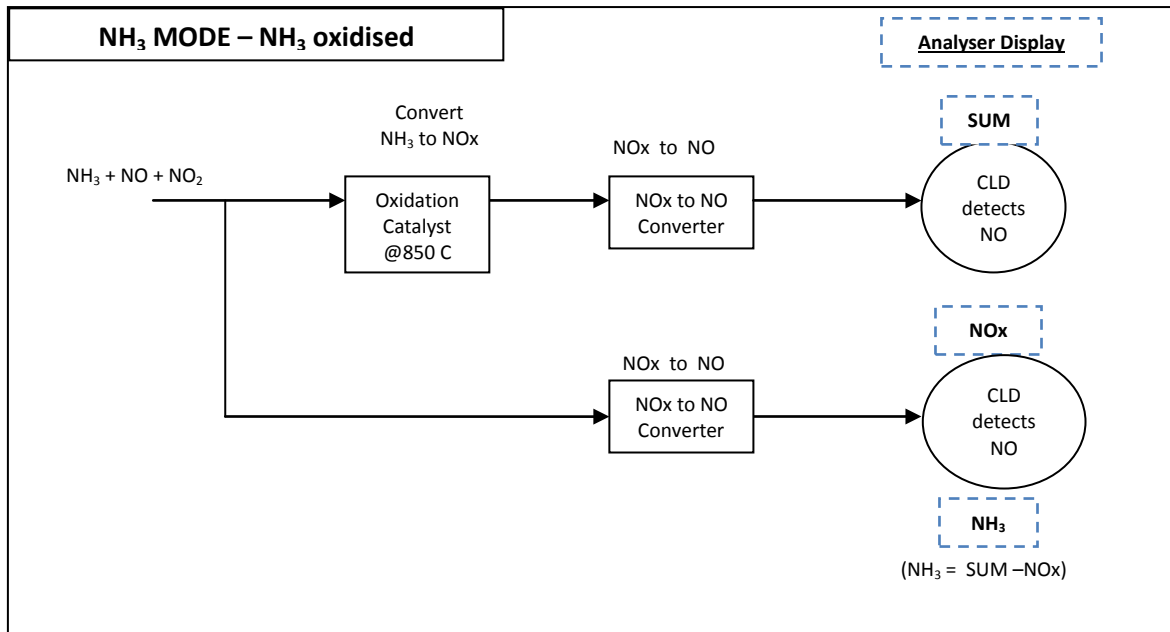 NH₃ MODE – NH₃ oxidised
Analyser Display
Convert
NH₃ to NOx
SUM
NOx to NO
NH₃ + NO + NO₂
Oxidation
Catalyst
@850 C
NOx to NO
Converter
CLD
detects
NO
NOx
NOx to NO
NOx to NO
Converter
CLD
detects
NO
NH₃
(NH₃ = SUM –NOx)